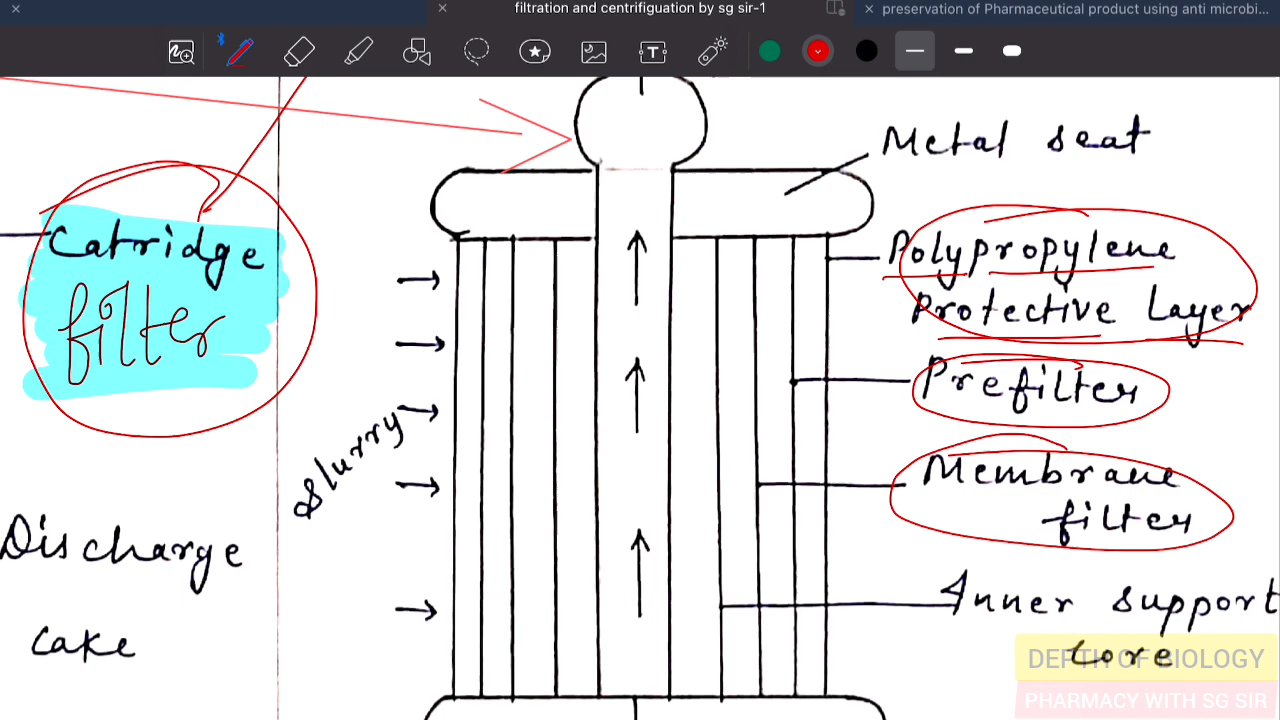 filtration and centrifiguation by sg sir-1
preservation of Pharmaceutical product using anti microbi...
Metal seat
Catridge
filter
Polypropylene
Protective Layer
Prefilter
Slurry
Membrane
filter
Discharge
Inner support
core
cake
DEPTH OF BIOLOGY
PHARMACY WITH SG SIR